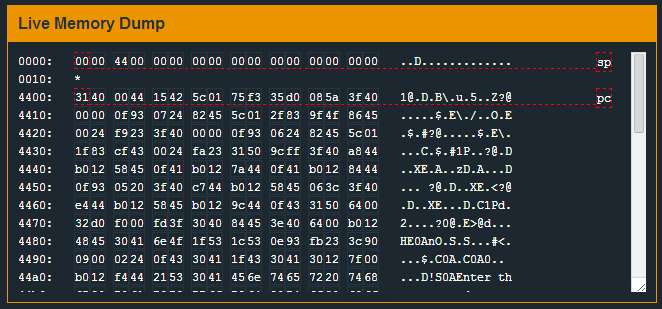 Live Memory Dump
0000: 0000 4400 0000 0000 0000 0000 0000 0000 ..D............. sp
0010: *
4400: 3140 0044 1542 5c01 75f3 35d0 085a 3f40 1@.D.B\.u.5..Z?@ pc
4410: 0000 0f93 0724 8245 5c01 2f83 9f4f 8645 .....$.E\./..O.E
4420: 0024 f923 3f40 0000 0f93 0624 8245 5c01 .$.#?@.....$.E\.
4430: 1f83 cf43 0024 fa23 3150 9cff 3f40 a844 ...C.$.#1P..?@.D
4440: b012 5845 0f41 b012 7a44 0f41 b012 8444 ..XE.A..zD.A...D
4450: 0f93 0520 3f40 c744 b012 5845 063c 3f40 ... ?@.D..XE.<?@
4460: e444 b012 5845 b012 9c44 0f43 3150 6400 .D..XE...D.C1Pd.
4470: 32d0 f000 fd3f 3040 8445 3e40 6400 b012 2....?0@.E>@d...
4480: 4845 3041 6e4f 1f53 1c53 0e93 fb23 3c90 HE0AnO.S.S...#<.
4490: 0900 0224 0f43 3041 1f43 3041 3012 7f00 ...$.C0A.C0A0...
44a0: b012 f444 2153 3041 456e 7465 7220 7468 ...D!S0AEnter th